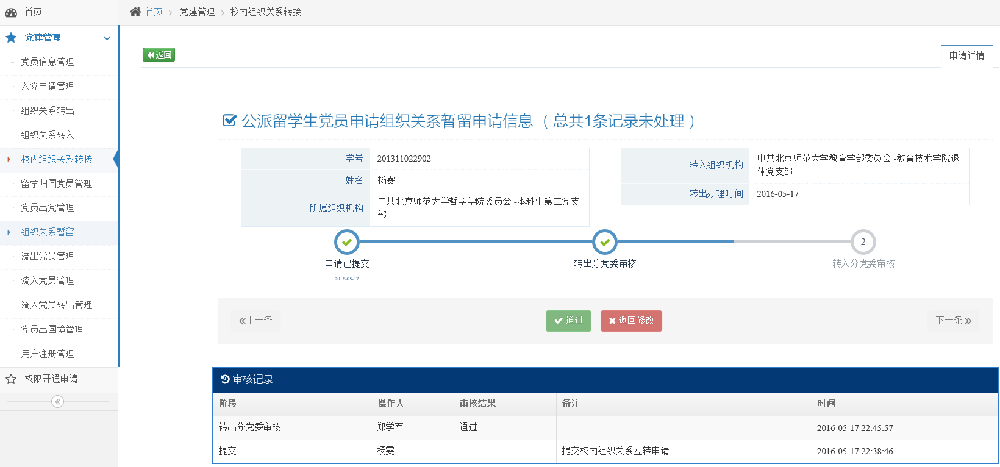 首页
党建管理
党员信息管理
入党申请管理
组织关系转出
组织关系转入
校内组织关系转接
留学归国党员管理
党员出党管理
组织关系暂留
流出党员管理
流入党员管理
流入党员转出管理
党员出国境管理
用户注册管理
权限开通申请
首页 > 党建管理 > 校内组织关系转接
返回
申请详情
公派留学生党员申请组织关系暂留申请信息 （ 总共1条记录未处理 ）
学号 201311022902
姓名 杨雯
所属组织机构 中共北京师范大学哲学学院委员会 -本科生第二党支
部
转入组织机构 中共北京师范大学教育学部委员会 -教育技术学院退
休党支部
转出办理时间 2016-05-17
2
申请已提交 转出分党委审核 转入分党委审核
2016-05-17
上一条 通过 返回修改 下一条
审核记录
阶段 操作人 审核结果 备注 时间
转出分党委审核 郑学军 通过 2016-05-17 22:45:57
提交 杨雯 - 提交校内组织关系互转申请 2016-05-17 22:38:46